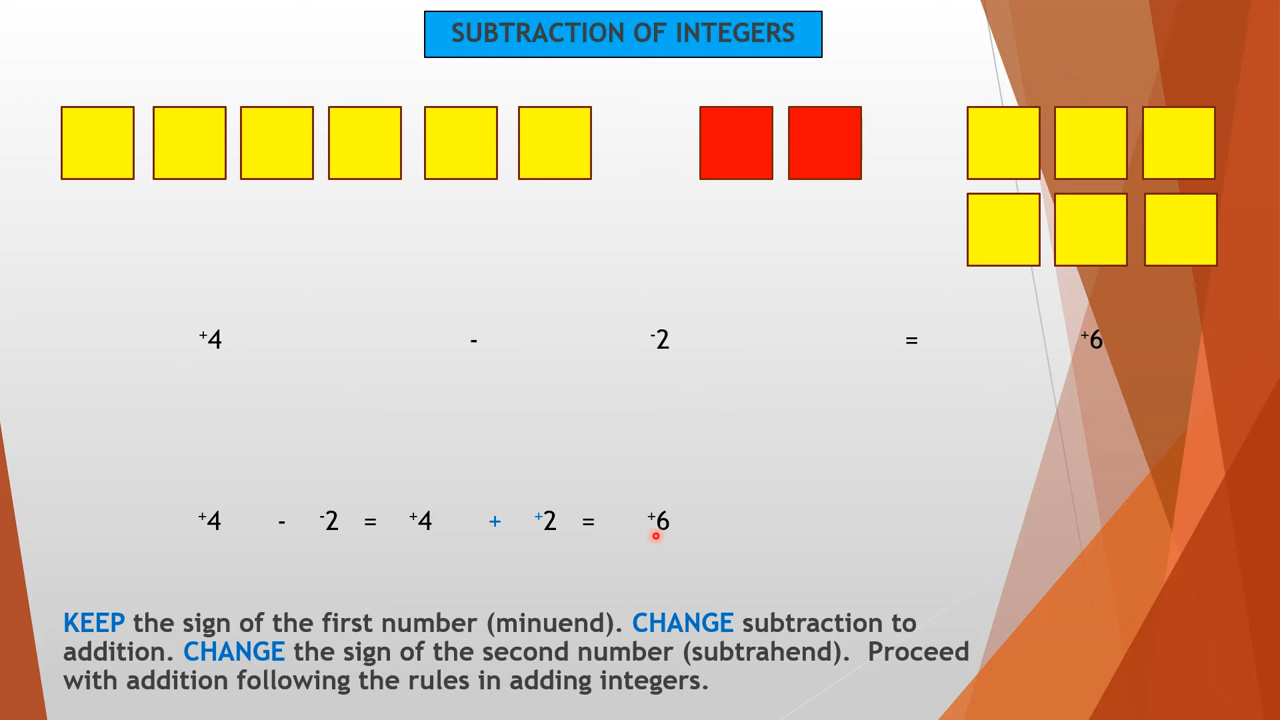 SUBTRACTION OF INTEGERS
⁺4 - ⁻2 = ⁺6
⁺4 - ⁻2 = ⁺4 + ⁺2 = ⁺6
KEEP the sign of the first number (minuend). CHANGE subtraction to
addition. CHANGE the sign of the second number (subtrahend). Proceed
with addition following the rules in adding integers.